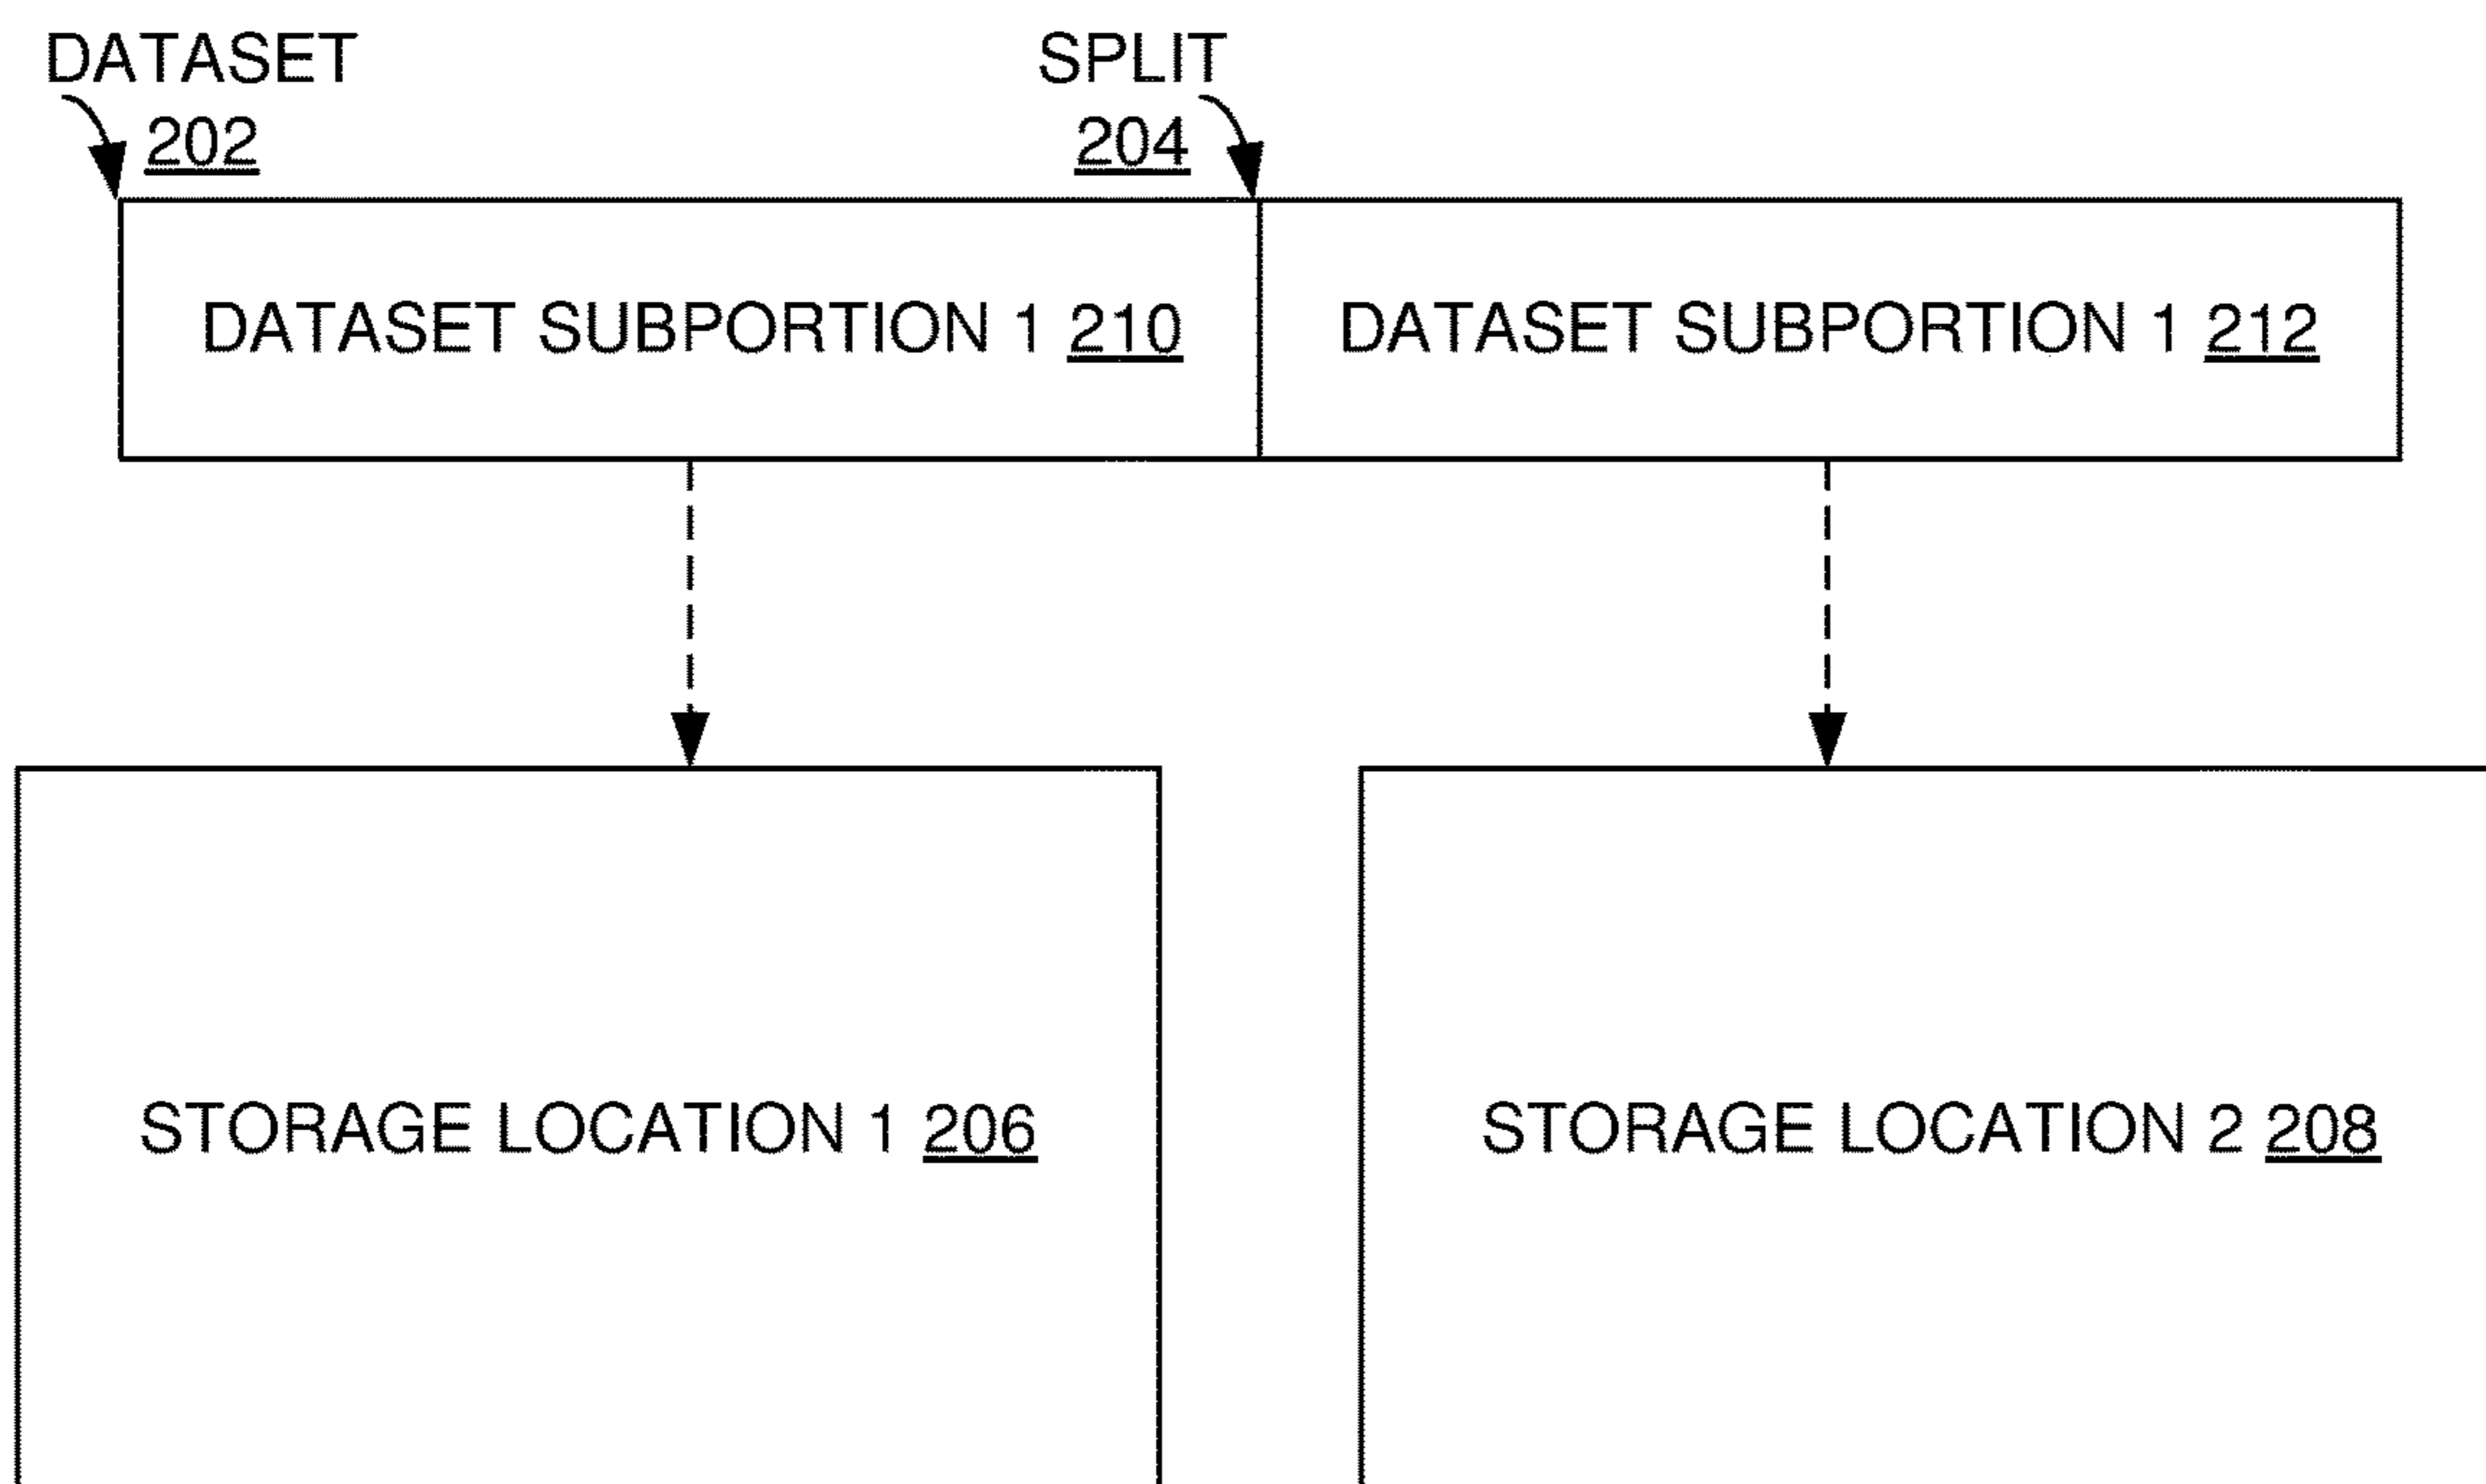 DATASET
202
SPLIT
204
DATASET SUBPORTION 1 210
DATASET SUBPORTION 1 212
STORAGE LOCATION 1 206
STORAGE LOCATION 2 208